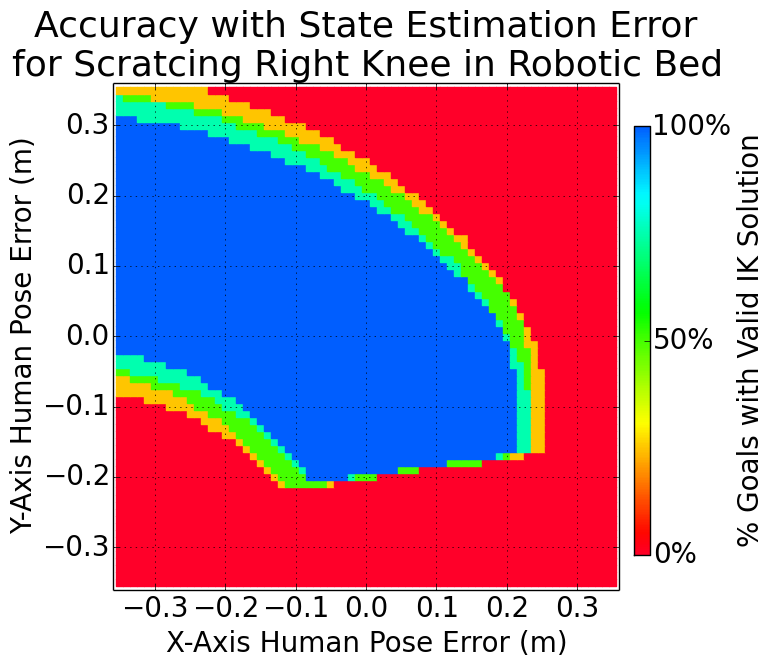 Accuracy with State Estimation Error
for Scratcing Right Knee in Robotic Bed
0.3
0.2
0.1
0.0
−0.1
−0.2
−0.3
Y-Axis Human Pose Error (m)
−0.3 −0.2 −0.1 0.0 0.1 0.2 0.3
X-Axis Human Pose Error (m)
100%
50%
0%
% Goals with Valid IK Solution